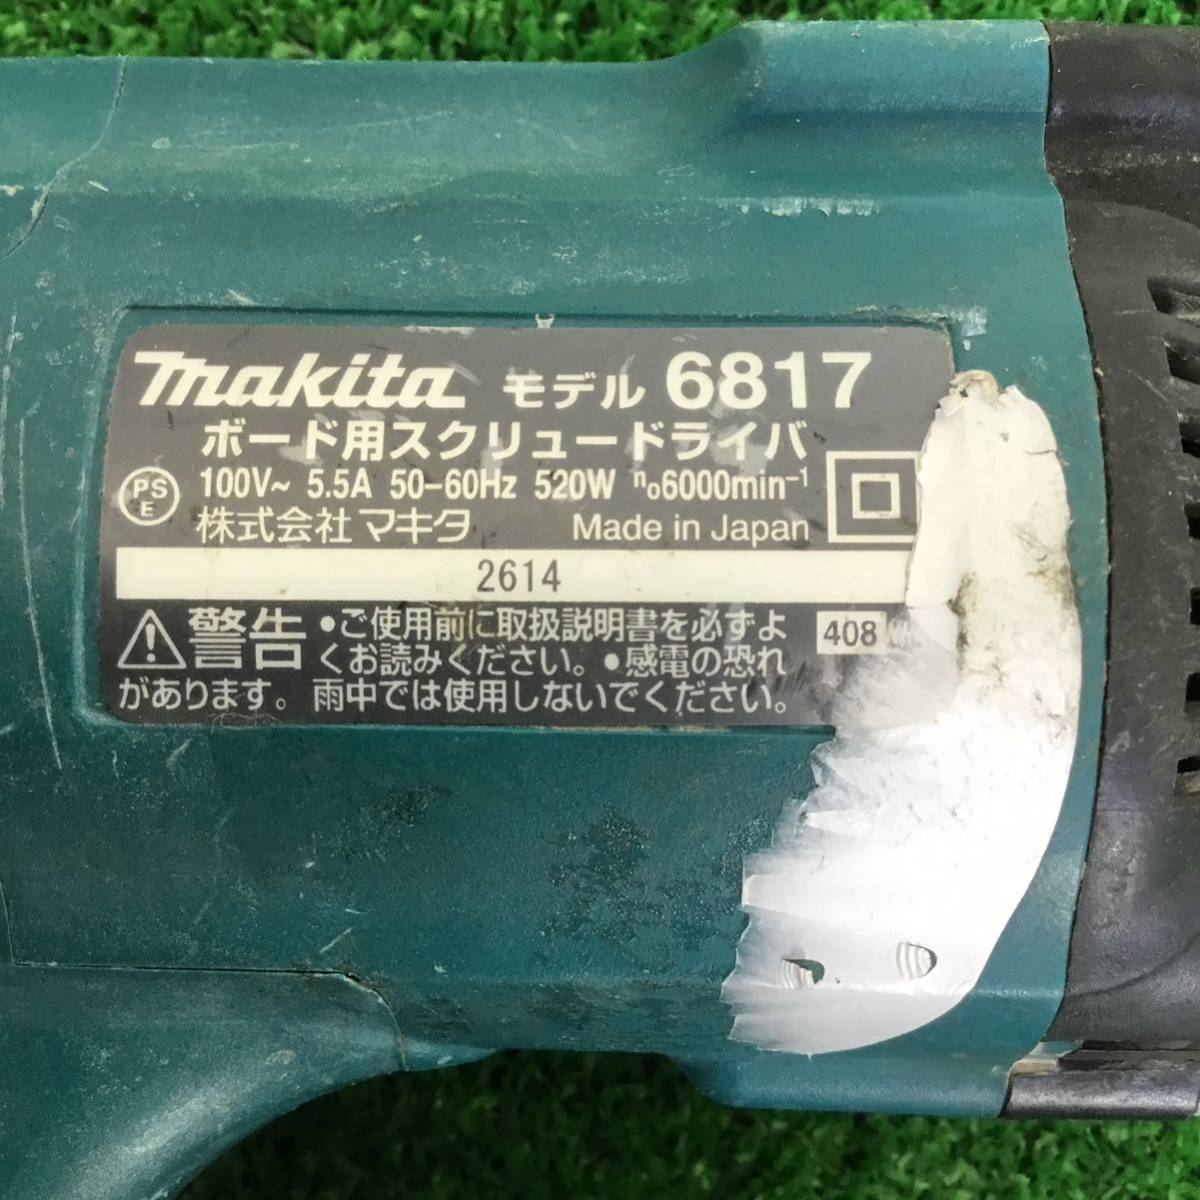 makita モデル 6817
ボード用スクリュードライバ
PSE 100V~ 5.5A 50-60Hz 520W n₀6000min⁻¹
株式会社マキタ Made in Japan
2614
警告 •ご使用前に取扱説明書を必ずよ
くお読みください。•感電の恐れ
があります。雨中では使用しないでください。
408